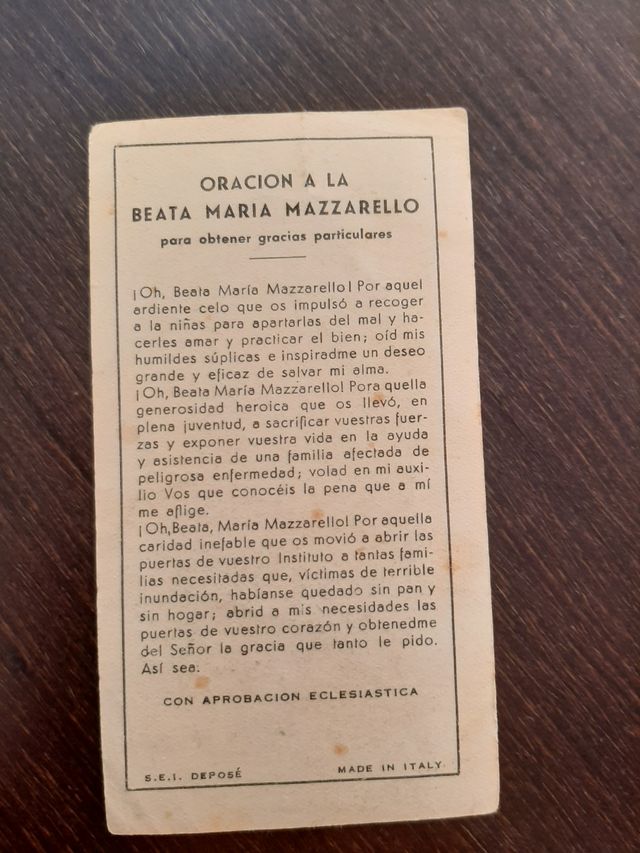 ORACION A LA
BEATA MARIA MAZZARELLO
para obtener gracias particulares
¡Oh, Beata María Mazzarello! Por aquel
ardiente celo que os impulsó a recoger
a la niñas para apartarlas del mal y ha-
cerles amar y practicar el bien; oíd mis
humildes súplicas e inspiradme un deseo
grande y eficaz de salvar mi alma.
¡Oh, Beata María Mazzarello! Pora quella
generosidad heroica que os llevó, en
plena juventud, a sacrificar vuestras fuer-
zas y exponer vuestra vida en la ayuda
y asistencia de una familia afectada de
peligrosa enfermedad; volad en mi auxi-
lio Vos que conocéis la pena que a mí
me aflige.
¡Oh,Beata, María Mazzarello! Por aquella
caridad inefable que os movió a abrir las
puertas de vuestro Instituto a tantas fami-
lias necesitadas que, víctimas de terrible
inundación, habíanse quedado sin pan y
sin hogar; abrid a mis necesidades las
puertas de vuestro corazón y obtenedme
del Señor la gracia que tanto le pido.
Así sea.
CON APROBACION ECLESIASTICA
S.E.I. DEPOSÉ MADE IN ITALY